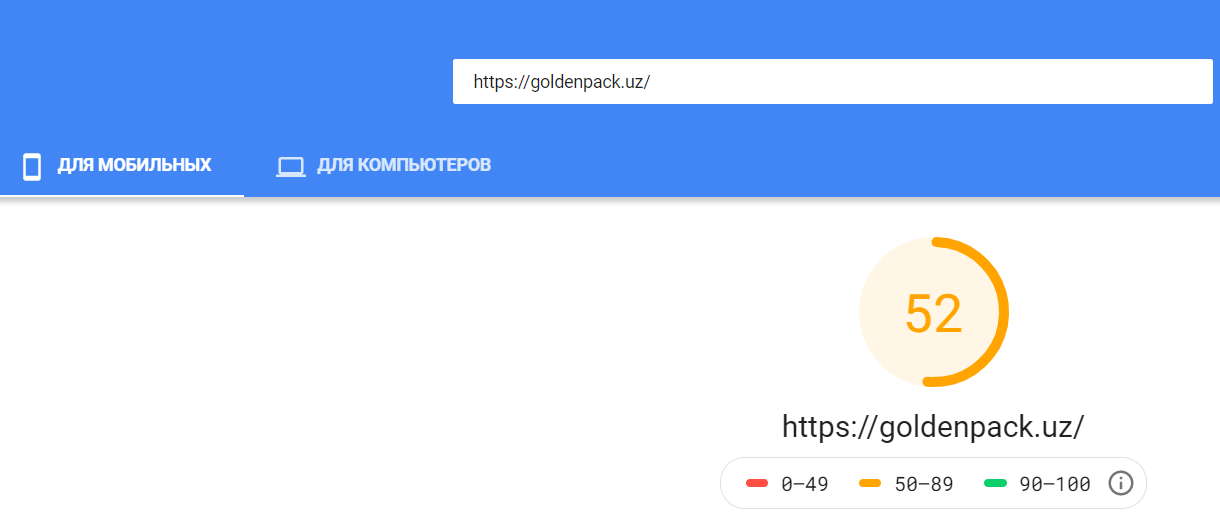 https://goldenpack.uz/
ДЛЯ МОБИЛЬНЫХ ДЛЯ КОМПЬЮТЕРОВ
52
https://goldenpack.uz/
0–49 50–89 90–100